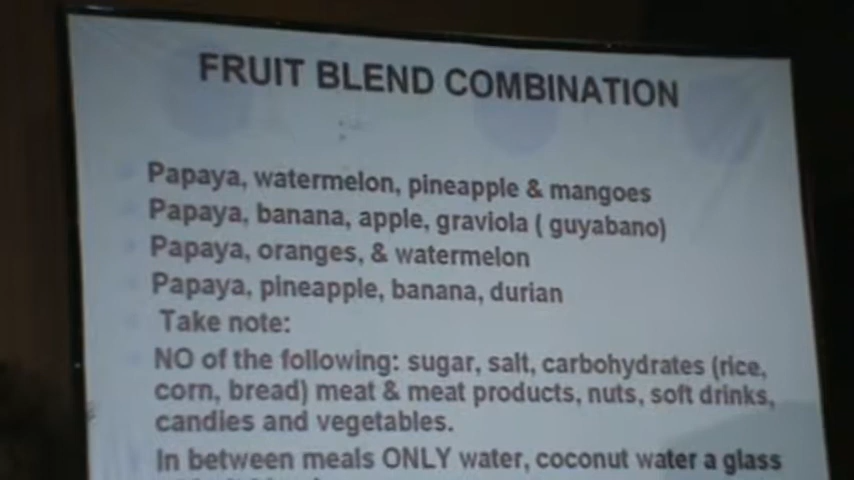 FRUIT BLEND COMBINATION
Papaya, watermelon, pineapple & mangoes
Papaya, banana, apple, graviola ( guyabano)
Papaya, oranges, & watermelon
Papaya, pineapple, banana, durian
Take note:
NO of the following: sugar, salt, carbohydrates (rice,
corn, bread) meat & meat products, nuts, soft drinks,
candies and vegetables.
In between meals ONLY water, coconut water a glass